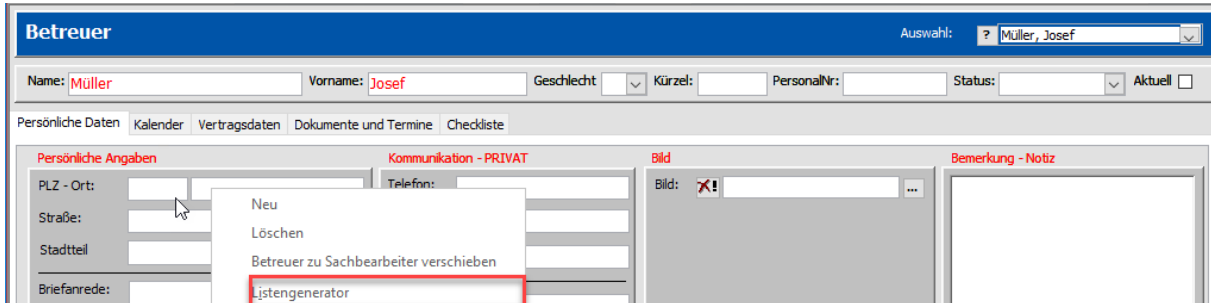 Betreuer Auswahl: ? Müller, Josef
Name: Müller Vorname: Josef Geschlecht Kürzel: PersonalNr: Status: Aktuell
Persönliche Daten Kalender Vertragsdaten Dokumente und Termine Checkliste
Persönliche Angaben Kommunikation - PRIVAT Bild Bemerkung - Notiz
PLZ - Ort: Telefon: Bild: ! ...
Neu
Straße:
Löschen
Stadtteil
Betreuer zu Sachbearbeiter verschieben
Briefanrede:
Listengenerator